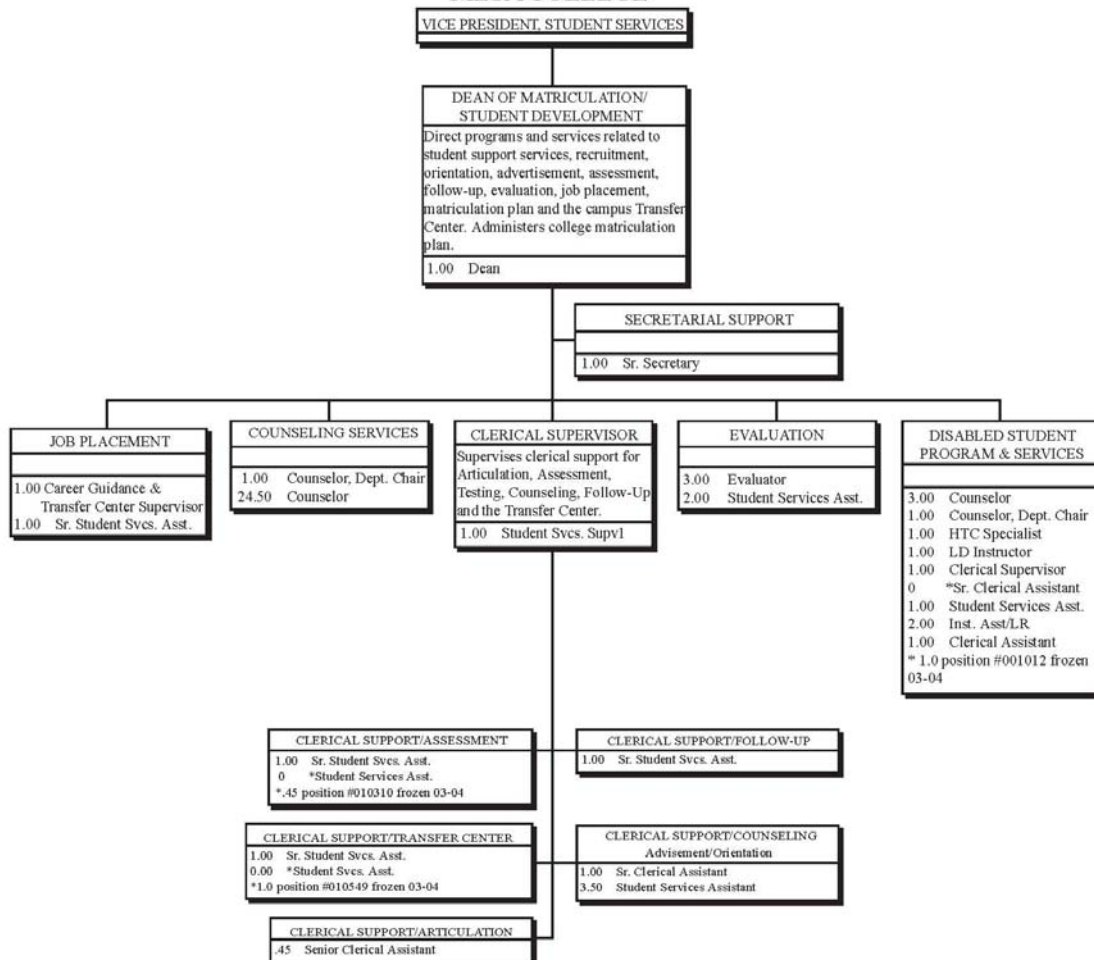 VICE PRESIDENT, STUDENT SERVICES
DEAN OF MATRICULATION/
STUDENT DEVELOPMENT
Direct programs and services related to
student support services, recruitment,
orientation, advertisement, assessment,
follow-up, evaluation, job placement,
matriculation plan and the campus Transfer
Center. Administers college matriculation
plan.
1.00 Dean
SECRETARIAL SUPPORT
1.00 Sr. Secretary
JOB PLACEMENT
1.00 Career Guidance &
Transfer Center Supervisor
1.00 Sr. Student Svcs. Asst.
COUNSELING SERVICES
1.00 Counselor, Dept. Chair
24.50 Counselor
CLERICAL SUPERVISOR
Supervises clerical support for
Articulation, Assessment,
Testing, Counseling, Follow-Up
and the Transfer Center.
1.00 Student Svcs. Supv1
EVALUATION
3.00 Evaluator
2.00 Student Services Asst.
DISABLED STUDENT
PROGRAM & SERVICES
3.00 Counselor
1.00 Counselor, Dept. Chair
1.00 HTC Specialist
1.00 LD Instructor
1.00 Clerical Supervisor
0 *Sr. Clerical Assistant
1.00 Student Services Asst.
2.00 Inst. Asst/LR
1.00 Clerical Assistant
* 1.0 position #001012 frozen
03-04
CLERICAL SUPPORT/ASSESSMENT
1.00 Sr. Student Svcs. Asst.
0 *Student Services Asst.
*.45 position #010310 frozen 03-04
CLERICAL SUPPORT/FOLLOW-UP
1.00 Sr. Student Svcs. Asst.
CLERICAL SUPPORT/TRANSFER CENTER
1.00 Sr. Student Svcs. Asst.
0.00 *Student Svcs. Asst.
*1.0 position #010549 frozen 03-04
CLERICAL SUPPORT/COUNSELING
Advisement/Orientation
1.00 Sr. Clerical Assistant
3.50 Student Services Assistant
CLERICAL SUPPORT/ARTICULATION
.45 Senior Clerical Assistant